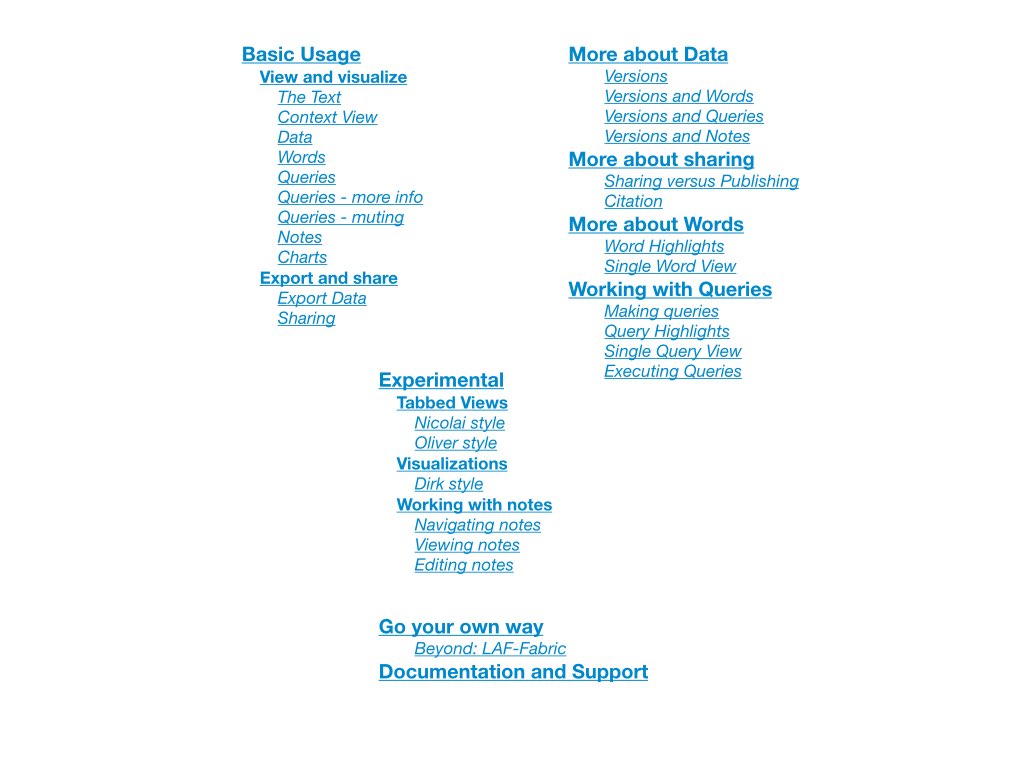 Basic Usage
View and visualize
The Text
Context View
Data
Words
Queries
Queries - more info
Queries - muting
Notes
Charts
Export and share
Export Data
Sharing
More about Data
Versions
Versions and Words
Versions and Queries
Versions and Notes
More about sharing
Sharing versus Publishing
Citation
More about Words
Word Highlights
Single Word View
Working with Queries
Making queries
Query Highlights
Single Query View
Executing Queries
Experimental
Tabbed Views
Nicolai style
Oliver style
Visualizations
Dirk style
Working with notes
Navigating notes
Viewing notes
Editing notes
Go your own way
Beyond: LAF-Fabric
Documentation and Support